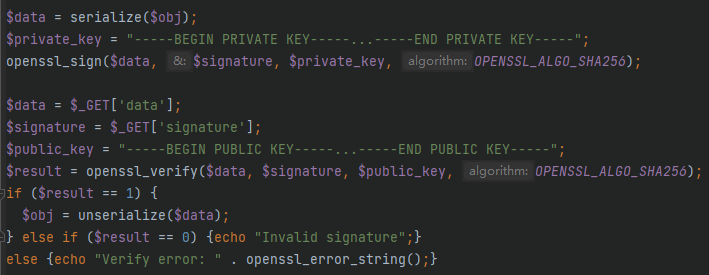 $data = serialize($obj);
$private_key = "-----BEGIN PRIVATE KEY-----...-----END PRIVATE KEY-----";
openssl_sign($data, &: $signature, $private_key, algorithm: OPENSSL_ALGO_SHA256);
$data = $_GET['data'];
$signature = $_GET['signature'];
$public_key = "-----BEGIN PUBLIC KEY-----...-----END PUBLIC KEY-----";
$result = openssl_verify($data, $signature, $public_key, algorithm: OPENSSL_ALGO_SHA256);
if ($result == 1) {
  $obj = unserialize($data);
} else if ($result == 0) {echo "Invalid signature";}
else {echo "Verify error: " . openssl_error_string();}